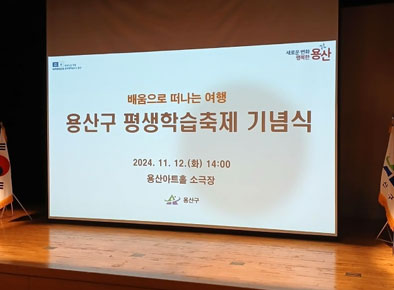 새로운 변화
행복한 용산
배움으로 떠나는 여행
용산구 평생학습축제 기념식
2024. 11. 12.(화) 14:00
용산아트홀 소극장
용산구